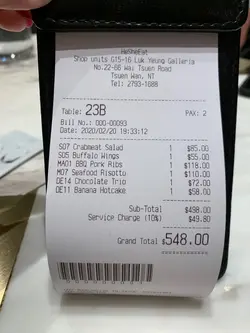 HeSheEat
Shop units G15-16 Luk Yeung Galleria
No.22-66 Wai Tsuen Road
Tsuen Wan, NT
Tel: 2793-1088
Table: 23B PAX: 2
Bill No.: 000-00093
Date: 2020/02/20 19:33:12
S07 Crabmeat Salad 1 $85.00
S05 Buffalo Wings 1 $55.00
MA01 BBQ Pork Ribs 1 $118.00
M07 Seafood Risotto 1 $110.00
DE14 Chocolate Trio 1 $72.00
DE11 Banana Hotcake 1 $58.00
Sub-Total $498.00
Service Charge (10%) $49.80
Grand Total $548.00